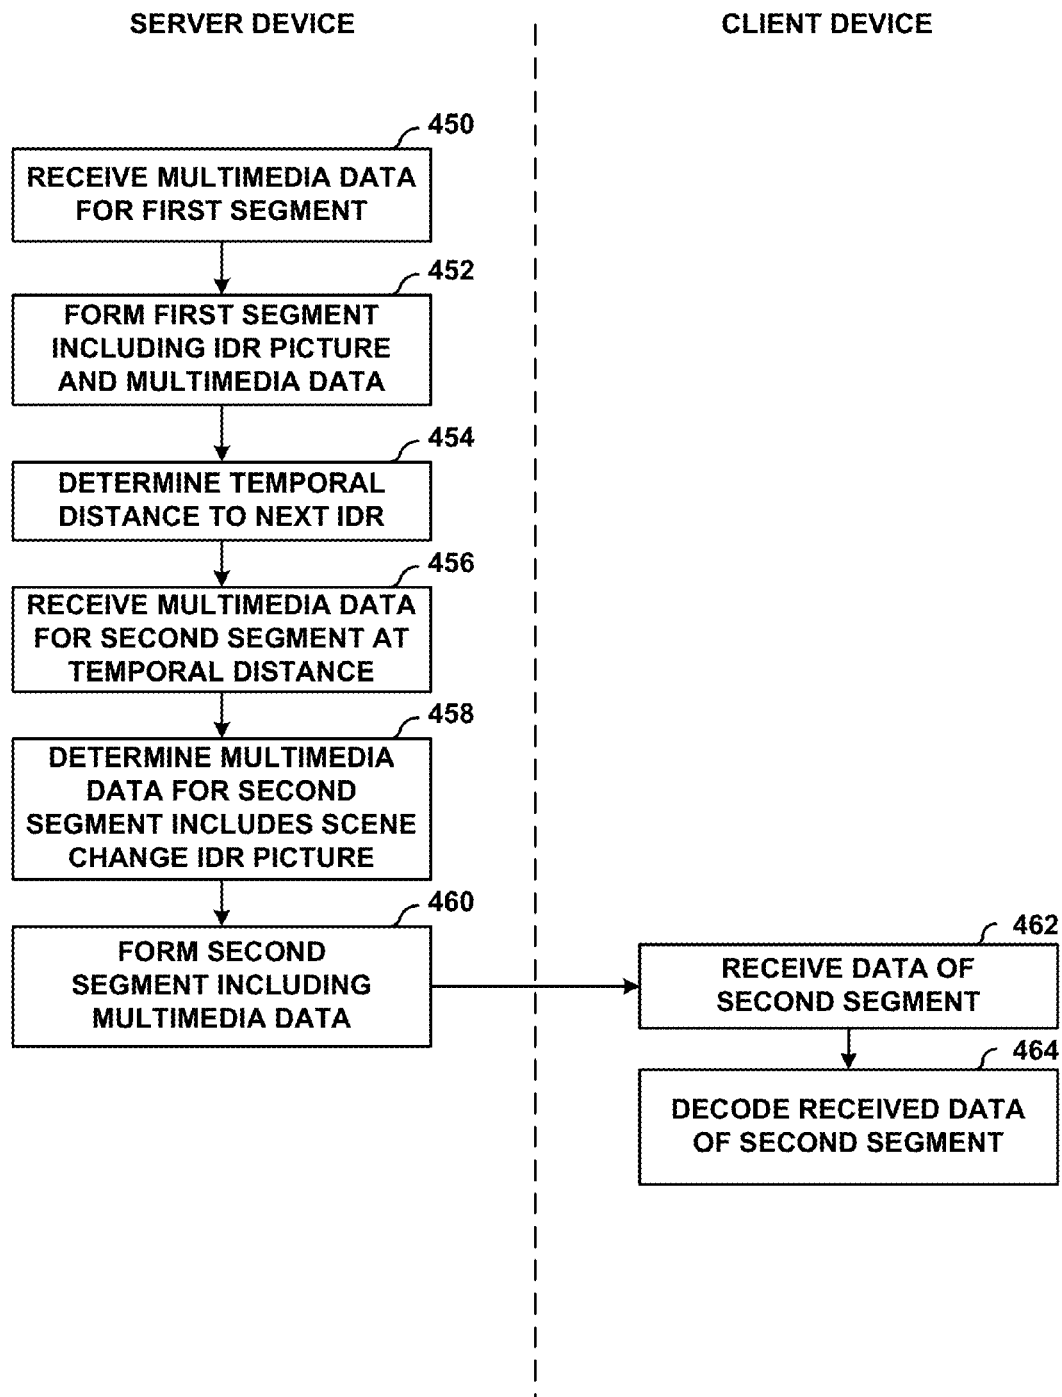 SERVER DEVICE
CLIENT DEVICE
450
RECEIVE MULTIMEDIA DATA
FOR FIRST SEGMENT
452
FORM FIRST SEGMENT
INCLUDING IDR PICTURE
AND MULTIMEDIA DATA
454
DETERMINE TEMPORAL
DISTANCE TO NEXT IDR
456
RECEIVE MULTIMEDIA DATA
FOR SECOND SEGMENT AT
TEMPORAL DISTANCE
458
DETERMINE MULTIMEDIA
DATA FOR SECOND
SEGMENT INCLUDES SCENE
CHANGE IDR PICTURE
460
FORM SECOND
SEGMENT INCLUDING
MULTIMEDIA DATA
462
RECEIVE DATA OF
SECOND SEGMENT
464
DECODE RECEIVED DATA
OF SECOND SEGMENT